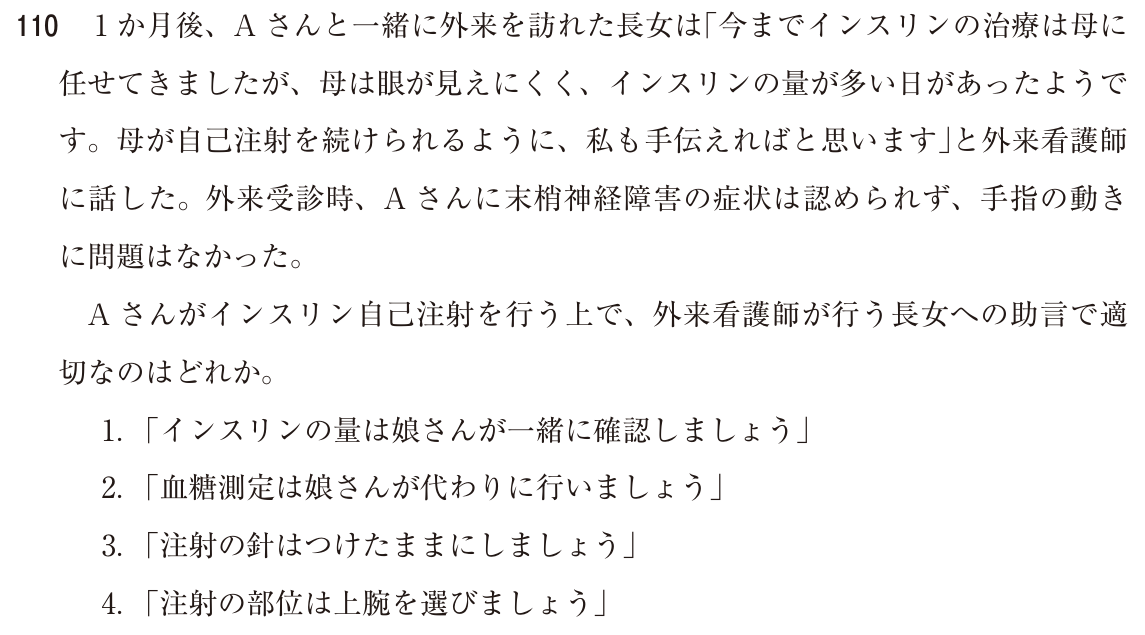 110 1か月後、Aさんと一緒に外来を訪れた長女は「今までインスリンの治療は母に
任せてきましたが、母は眼が見えにくく、インスリンの量が多い日があったようで
す。母が自己注射を続けられるように、私も手伝えればと思います」と外来看護師
に話した。外来受診時、Aさんに末梢神経障害の症状は認められず、手指の動き
に問題はなかった。
Aさんがインスリン自己注射を行う上で、外来看護師が行う長女への助言で適
切なのはどれか。
1. 「インスリンの量は娘さんが一緒に確認しましょう」
2. 「血糖測定は娘さんが代わりに行いましょう」
3. 「注射の針はつけたままにしましょう」
4. 「注射の部位は上腕を選びましょう」